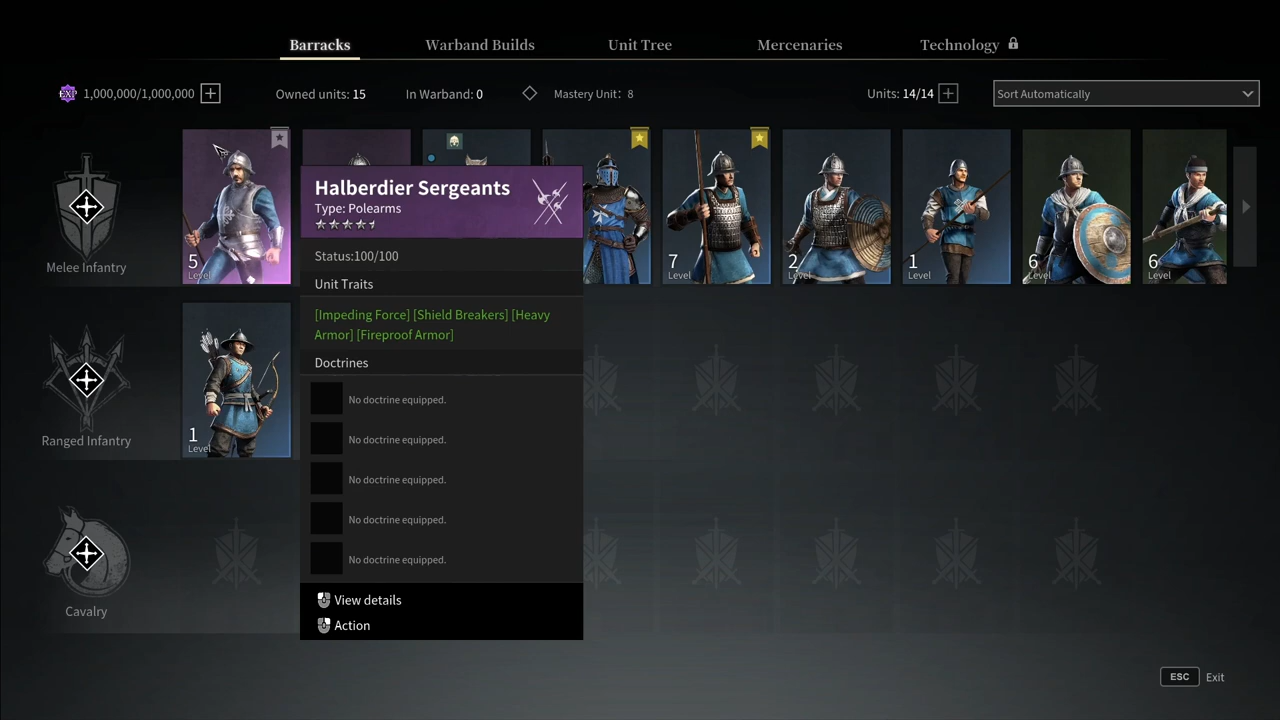 Barracks
Warband Builds
Unit Tree
Mercenaries
Technology
EXP 1,000,000/1,000,000
Owned units: 15
In Warband: 0
Mastery Unit: 8
Units: 14/14
Sort Automatically
Melee Infantry
5
Level
7
Level
2
Level
1
Level
6
Level
6
Level
Halberdier Sergeants
Type: Polearms
Status:100/100
Unit Traits
[Impeding Force] [Shield Breakers] [Heavy
Armor] [Fireproof Armor]
Doctrines
No doctrine equipped.
No doctrine equipped.
No doctrine equipped.
No doctrine equipped.
No doctrine equipped.
View details
Action
Ranged Infantry
1
Level
Cavalry
ESC Exit